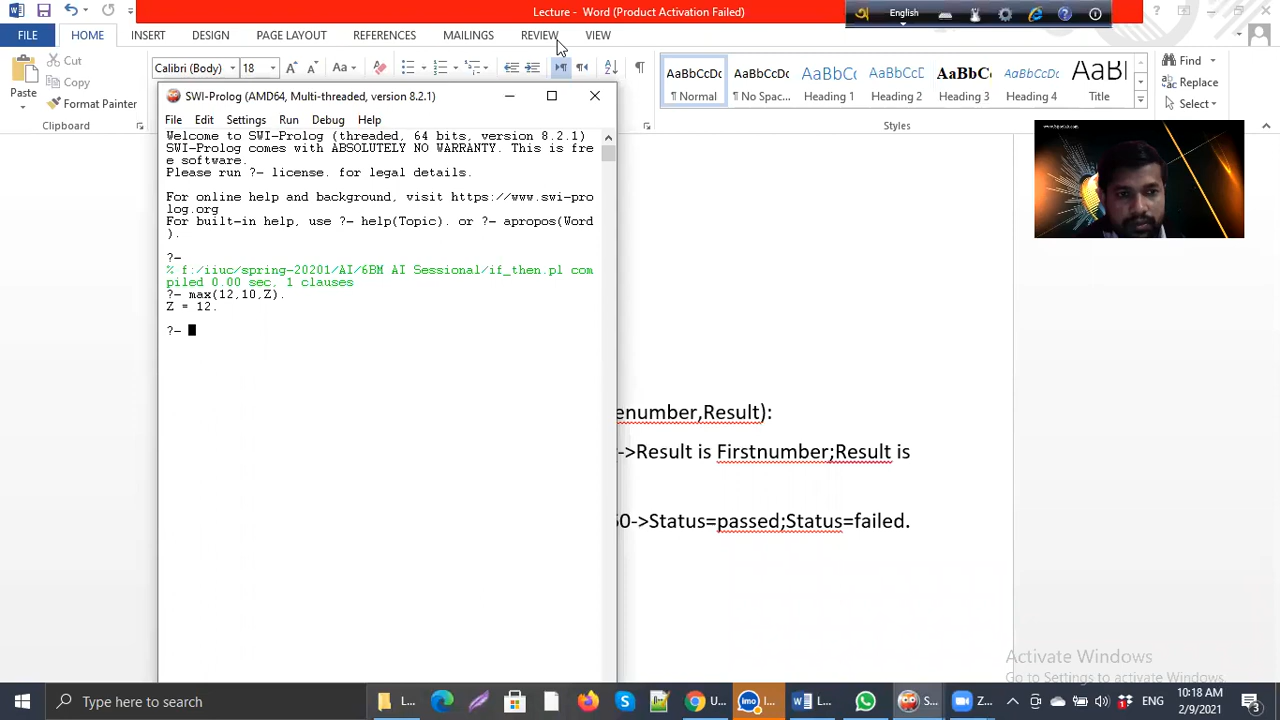 Lecture - Word (Product Activation Failed)
English
FILE HOME INSERT DESIGN PAGE LAYOUT REFERENCES MAILINGS REVIEW VIEW
Paste
Cut
Copy
Format Painter
Clipboard
Calibri (Body) 18 Aa
AaBbCcDc AaBbCcDc AaBbCc AaBbCcC AaBbCc AaBbCcC AaB
¶ Normal ¶ No Spac... Heading 1 Heading 2 Heading 3 Heading 4 Title
Styles
Find
Replace
Select
SWI-Prolog (AMD64, Multi-threaded, version 8.2.1)
File Edit Settings Run Debug Help
Welcome to SWI-Prolog (threaded, 64 bits, version 8.2.1)
SWI-Prolog comes with ABSOLUTELY NO WARRANTY. This is fre
e software.
Please run ?- license. for legal details.
For online help and background, visit https://www.swi-pro
log.org
For built-in help, use ?- help(Topic). or ?- apropos(Word
).
?-
% f:/iiuc/spring-20201/AI/6BM AI Sessional/if_then.pl com
piled 0.00 sec, 1 clauses
?- max(12,10,Z).
Z = 12.
?-
enumber,Result):
->Result is Firstnumber;Result is
60->Status=passed;Status=failed.
Activate Windows
Go to Settings to activate Windows.
Type here to search
L...
U...
imo
I...
L...
S...
Z...
ENG
10:18 AM
2/9/2021
3